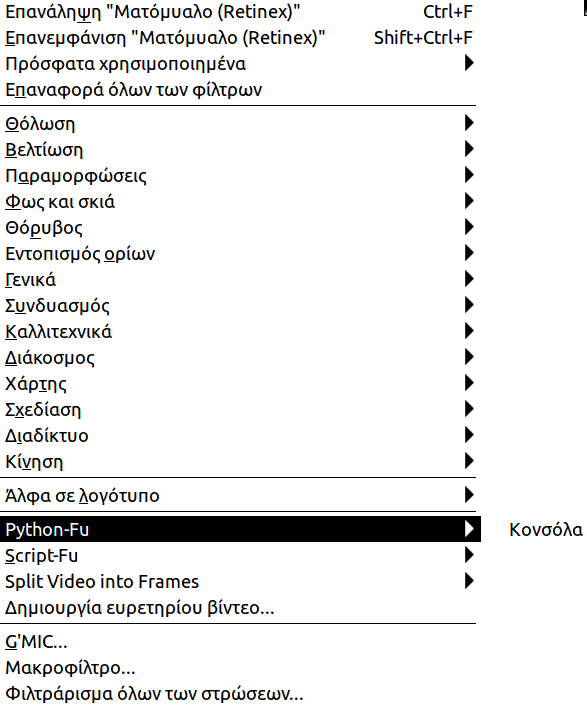 Επανάληψη "Ματόμυαλο (Retinex)" Ctrl+F
Επανεμφάνιση "Ματόμυαλο (Retinex)" Shift+Ctrl+F
Πρόσφατα χρησιμοποιημένα
Επαναφορά όλων των φίλτρων
Θόλωση
Βελτίωση
Παραμορφώσεις
Φως και σκιά
Θόρυβος
Εντοπισμός ορίων
Γενικά
Συνδυασμός
Καλλιτεχνικά
Διάκοσμος
Χάρτης
Σχεδίαση
Διαδίκτυο
Κίνηση
Άλφα σε λογότυπο
Python-Fu Κονσόλα
Script-Fu
Split Video into Frames
Δημιουργία ευρετηρίου βίντεο...
G'MIC...
Μακροφίλτρο...
Φιλτράρισμα όλων των στρώσεων...